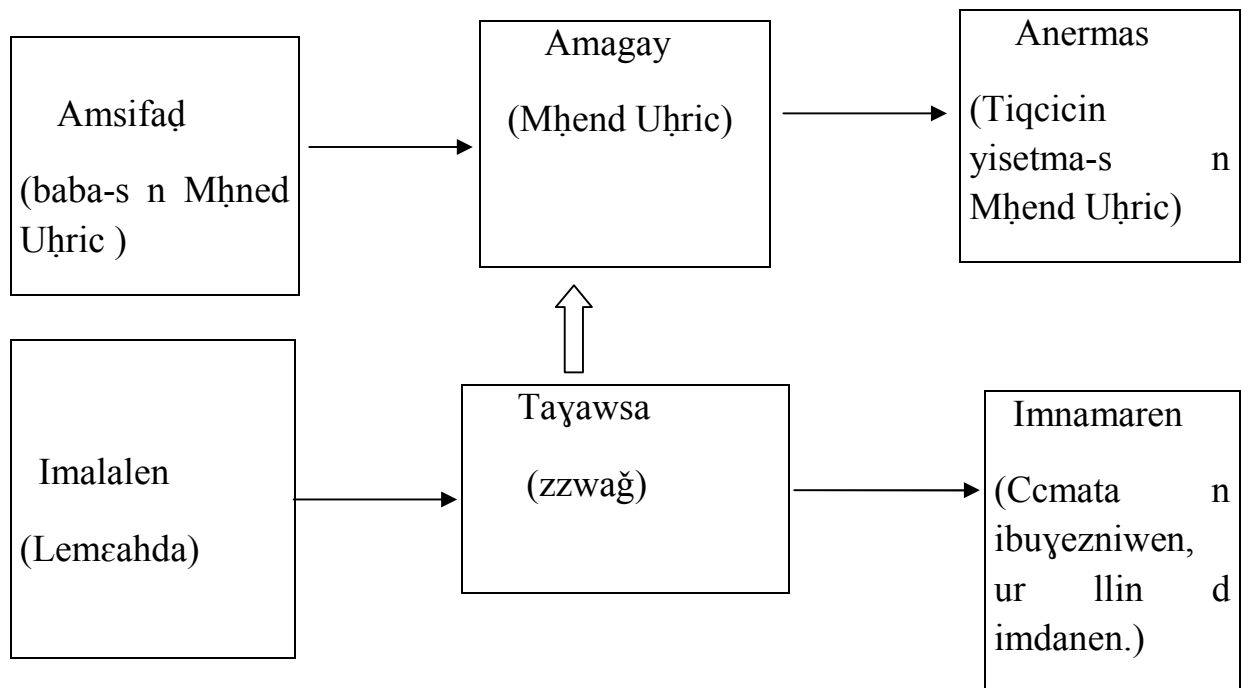 Amsifaḍ
(baba-s n Mḥned
Uḥric )
Amagay
(Mḥend Uḥric)
Anermas
(Tiqcicin
yisetma-s n
Mḥend Uḥric)
Imalalen
(Lemɛahda)
Taɣawsa
(zzwaǧ)
Imnamaren
(Ccmata n
ibuɣezniwen,
ur llin d
imdanen.)